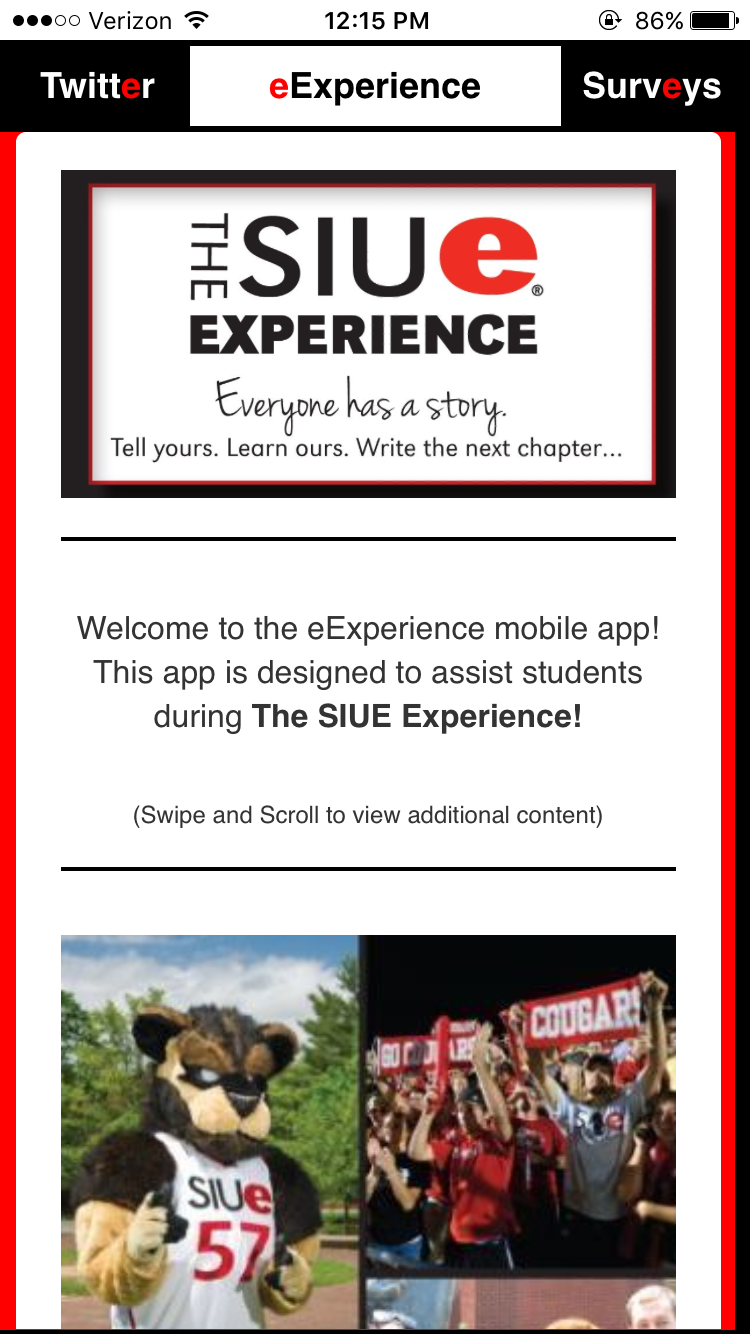 Verizon 12:15 PM 86%
Twitter eExperience Surveys
THE SIUe®
EXPERIENCE
Everyone has a story.
Tell yours. Learn ours. Write the next chapter...
Welcome to the eExperience mobile app!
This app is designed to assist students
during The SIUE Experience!
(Swipe and Scroll to view additional content)
COUGARS
GO COUGARS
SIUe
SIUe
57